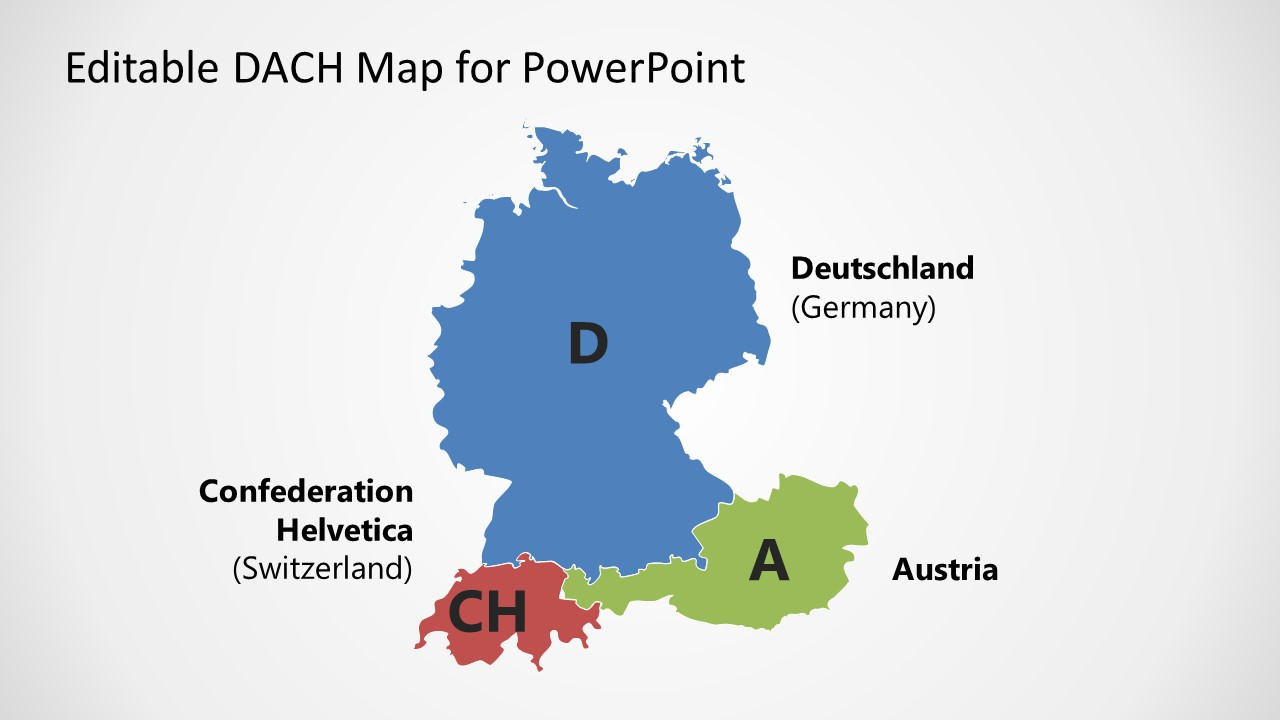 Editable DACH Map for PowerPoint
Deutschland
(Germany)
D
Confederation
Helvetica
(Switzerland)
CH
A
Austria